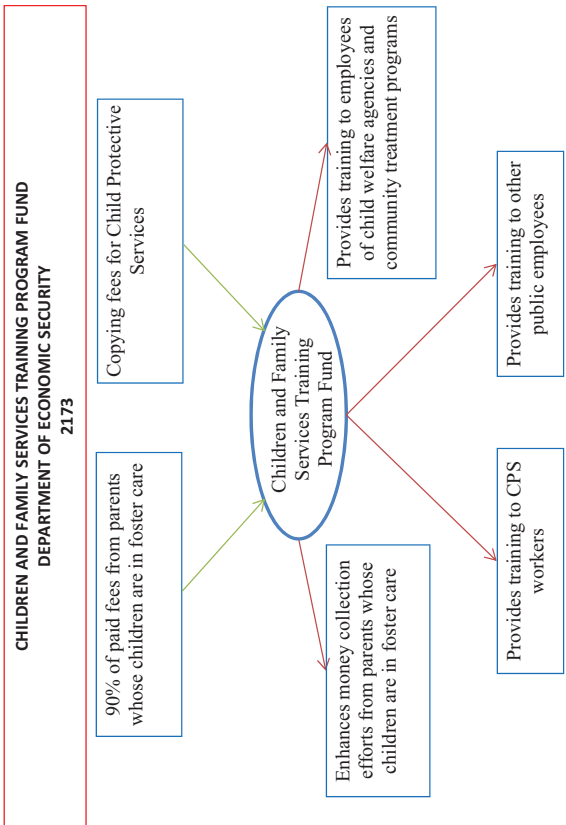 CHILDREN AND FAMILY SERVICES TRAINING PROGRAM FUND
DEPARTMENT OF ECONOMIC SECURITY
2173
90% of paid fees from parents
whose children are in foster care
Copying fees for Child Protective
Services
Children and Family
Services Training
Program Fund
Enhances money collection
efforts from parents whose
children are in foster care
Provides training to employees
of child welfare agencies and
community treatment programs
Provides training to CPS
workers
Provides training to other
public employees